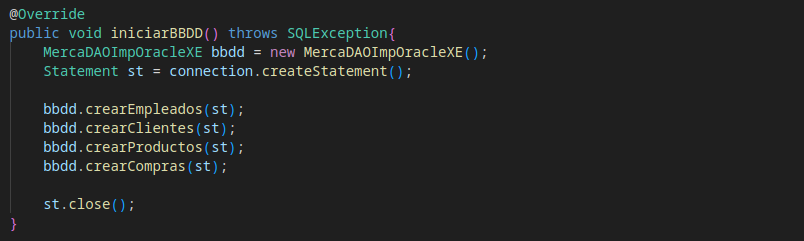 @Override
public void iniciarBBDD() throws SQLException{
MercaDAOImpOracleXE bbdd = new MercaDAOImpOracleXE();
Statement st = connection.createStatement();
bbdd.crearEmpleados(st);
bbdd.crearClientes(st);
bbdd.crearProductos(st);
bbdd.crearCompras(st);
st.close();
}